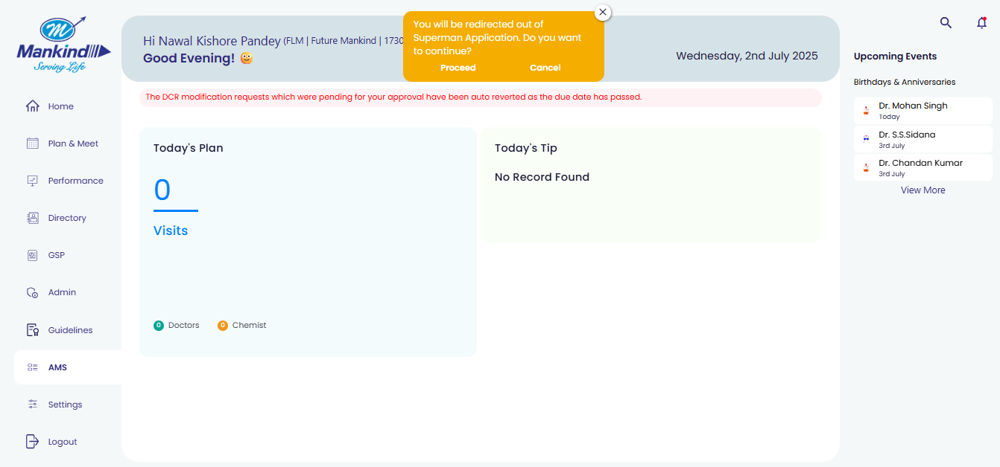 Mankind
Serving Life
Home
Plan & Meet
Performance
Directory
GSP
Admin
Guidelines
AMS
Settings
Logout
Hi Nawal Kishore Pandey (FLM | Future Mankind | 1730
Good Evening!
You will be redirected out of
Superman Application. Do you want
to continue?
Proceed Cancel
Wednesday, 2nd July 2025
The DCR modification requests which were pending for your approval have been auto reverted as the due date has passed.
Today's Plan
0
Visits
0 Doctors 0 Chemist
Today's Tip
No Record Found
Upcoming Events
Birthdays & Anniversaries
Dr. Mohan Singh
Today
Dr. S.S.Sidana
3rd July
Dr. Chandan Kumar
3rd July
View More